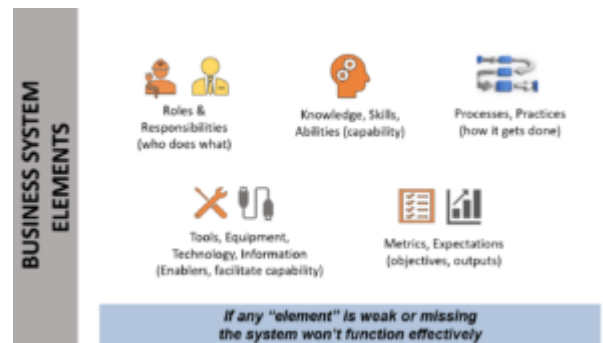 BUSINESS SYSTEM
ELEMENTS
Roles &
Responsibilities
(who does what)
Knowledge, Skills,
Abilities (capability)
Processes, Practices
(how it gets done)
Tools, Equipment,
Technology, Information
(Enablers, facilitate capability)
Metrics, Expectations
(objectives, outputs)
If any “element” is weak or missing
the system won't function effectively